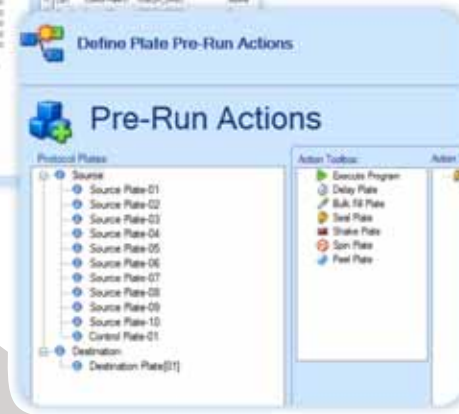 Define Plate Pre-Run Actions
Pre-Run Actions
Protocol Plates
Source
Source Plate-01
Source Plate-02
Source Plate-03
Source Plate-04
Source Plate-05
Source Plate-06
Source Plate-07
Source Plate-08
Source Plate-09
Source Plate-10
Control Plate-01
Destination
Destination Plate[01]
Action Toolbox:
Execute Program
Delay Plate
Bulk Fill Plate
Seal Plate
Shake Plate
Spin Plate
Peel Plate
Action